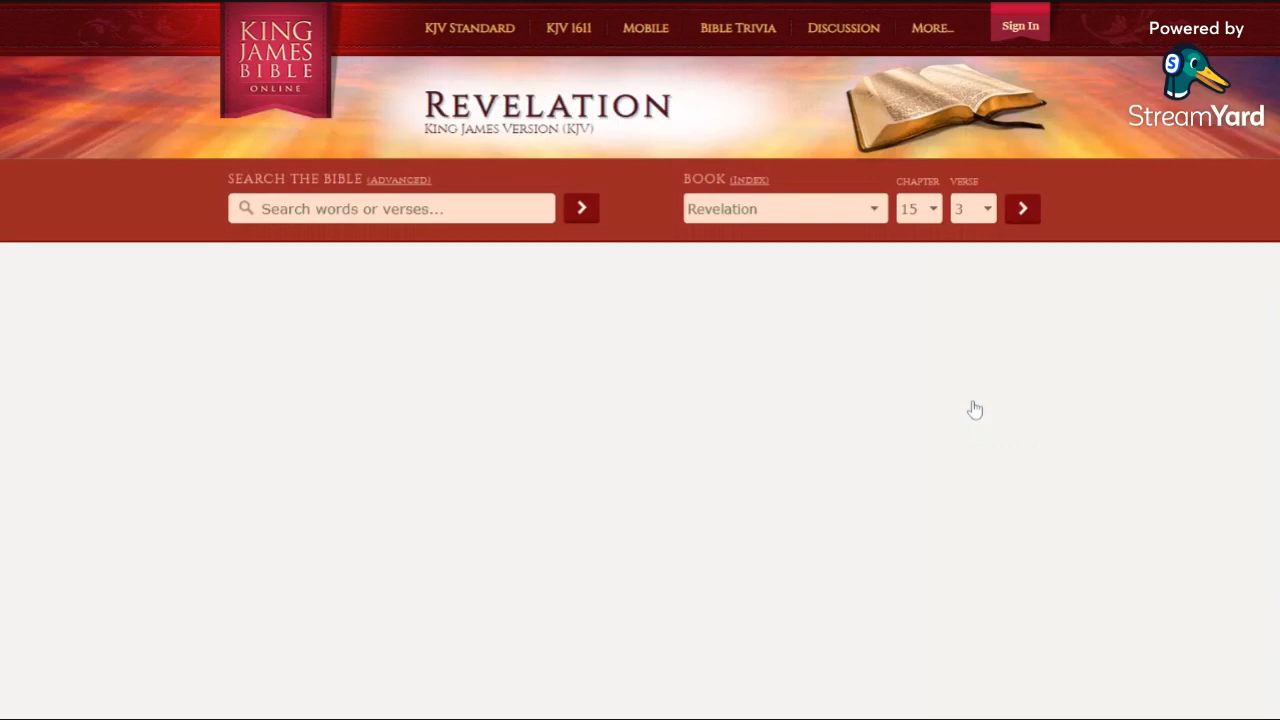 KING
JAMES
BIBLE
ONLINE
KJV STANDARD
KJV 1611
MOBILE
BIBLE TRIVIA
DISCUSSION
MORE...
Sign In
Powered by
S
StreamYard
REVELATION
KING JAMES VERSION (KJV)
SEARCH THE BIBLE (ADVANCED)
Search words or verses...
BOOK (INDEX)
CHAPTER
VERSE
Revelation
15
3